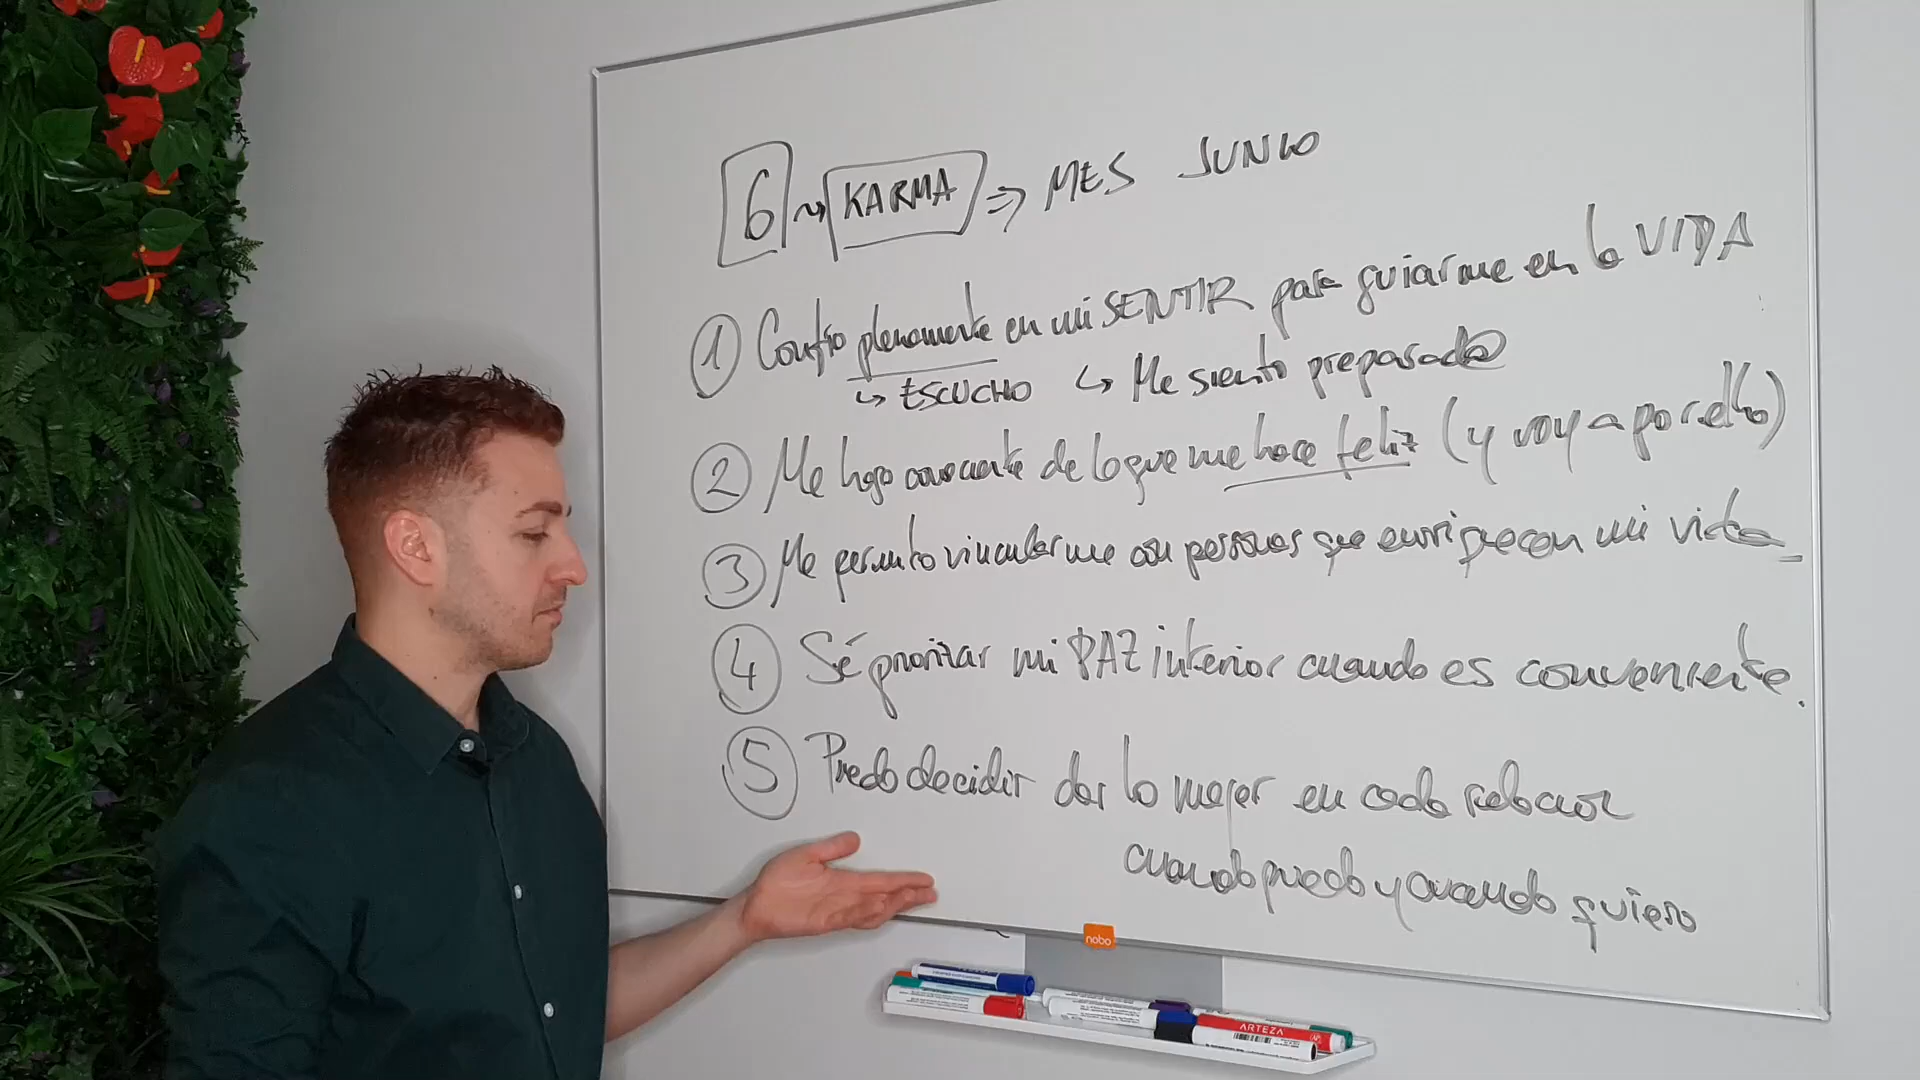 6 → KARMA ⇒ MES JUNIO
1 Confío plenamente en mi SENTIR para guiarme en la VIDA
↳ ESCUCHO ↳ Me siento preparado
2 Me hago consciente de lo que me hace feliz (y voy a por ello)
3 Me permito vincularme con personas que enriquecen mi vida
4 Sé priorizar mi PAZ interior cuando es conveniente.
5 Puedo decidir dar lo mejor en cada relación
cuando puedo y cuando quiero
nobo
ARTEZA